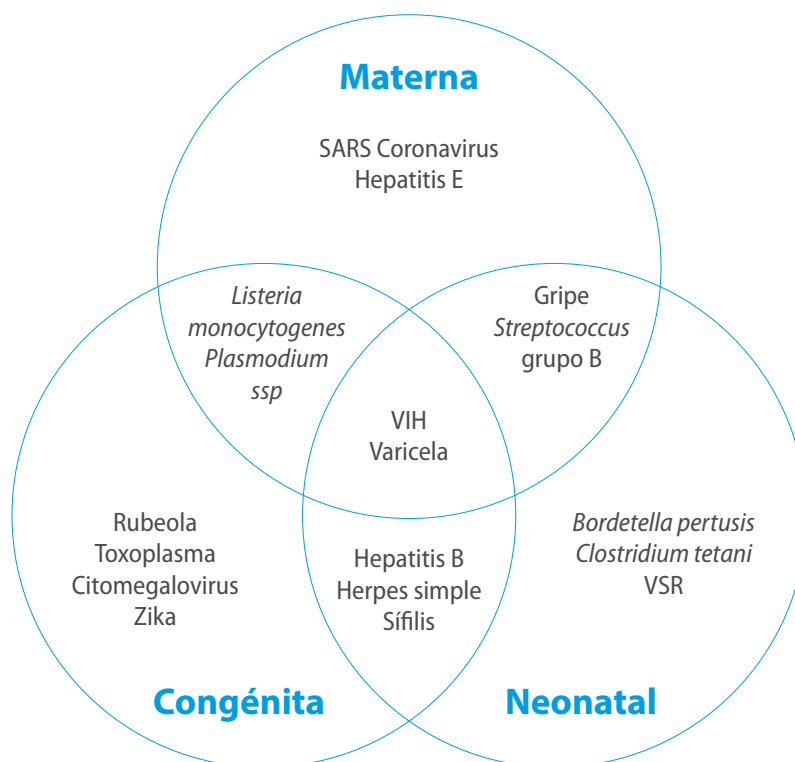 Materna
SARS Coronavirus
Hepatitis E
Listeria
monocytogenes
Plasmodium
ssp
Gripe
Streptococcus
grupo B
VIH
Varicela
Rubeola
Toxoplasma
Citomegalovirus
Zika
Hepatitis B
Herpes simple
Sífilis
Bordetella pertusis
Clostridium tetani
VSR
Congénita
Neonatal